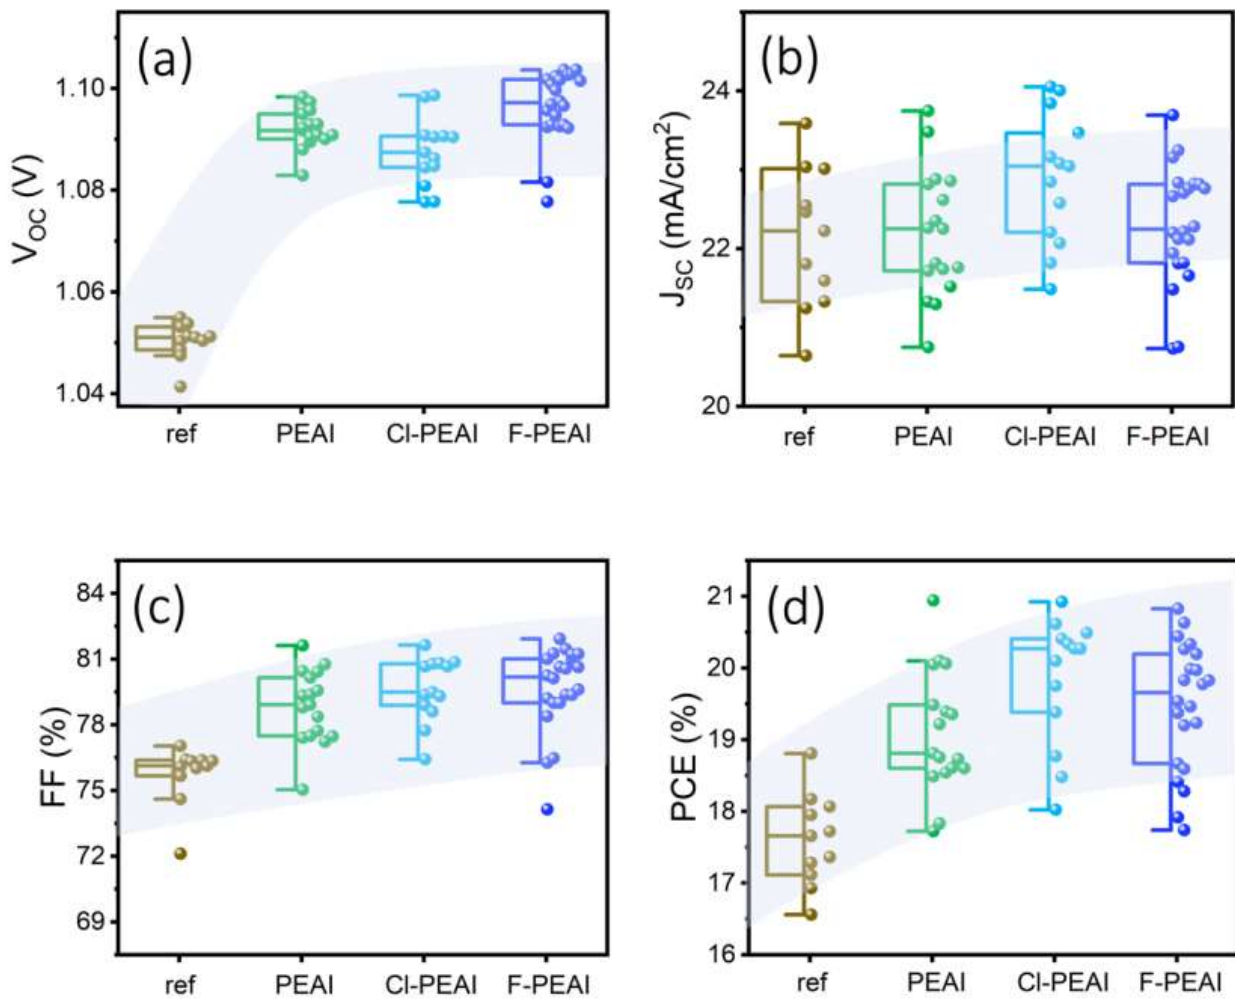 (a)
V_OC (V)
1.10
1.08
1.06
1.04
ref PEAI Cl-PEAI F-PEAI
(b)
J_SC (mA/cm²)
24
22
20
ref PEAI Cl-PEAI F-PEAI
(c)
FF (%)
84
81
78
75
72
69
ref PEAI Cl-PEAI F-PEAI
(d)
PCE (%)
21
20
19
18
17
16
ref PEAI Cl-PEAI F-PEAI